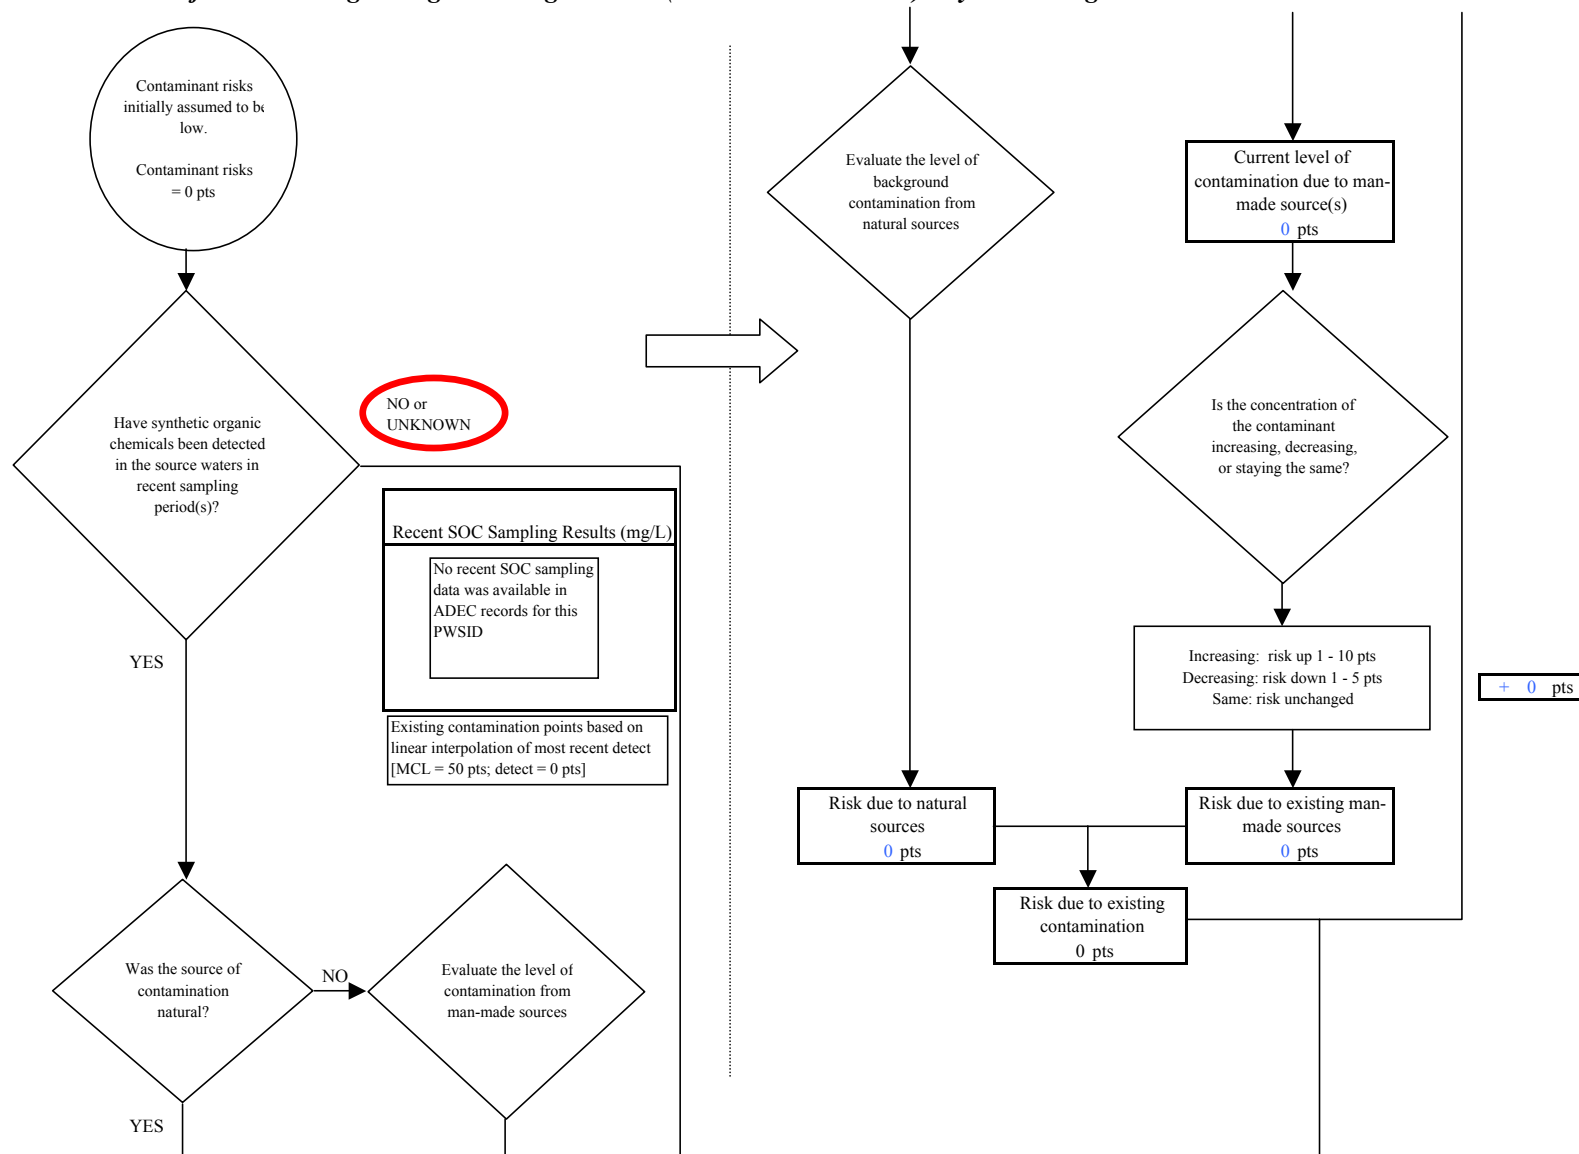 Contaminant risks
initially assumed to be
low.
Contaminant risks
= 0 pts
Have synthetic organic
chemicals been detected
in the source waters in
recent sampling
period(s)?
NO or
UNKNOWN
Recent SOC Sampling Results (mg/L)
No recent SOC sampling
data was available in
ADEC records for this
PWSID
Existing contamination points based on
linear interpolation of most recent detect
[MCL = 50 pts; detect = 0 pts]
YES
Was the source of
contamination
natural?
NO
Evaluate the level of
contamination from
man-made sources
YES
Evaluate the level of
background
contamination from
natural sources
Current level of
contamination due to man-
made source(s)
0 pts
Is the concentration of
the contaminant
increasing, decreasing,
or staying the same?
Increasing: risk up 1 - 10 pts
Decreasing: risk down 1 - 5 pts
Same: risk unchanged
+ 0 pts
Risk due to natural
sources
0 pts
Risk due to existing man-
made sources
0 pts
Risk due to existing
contamination
0 pts